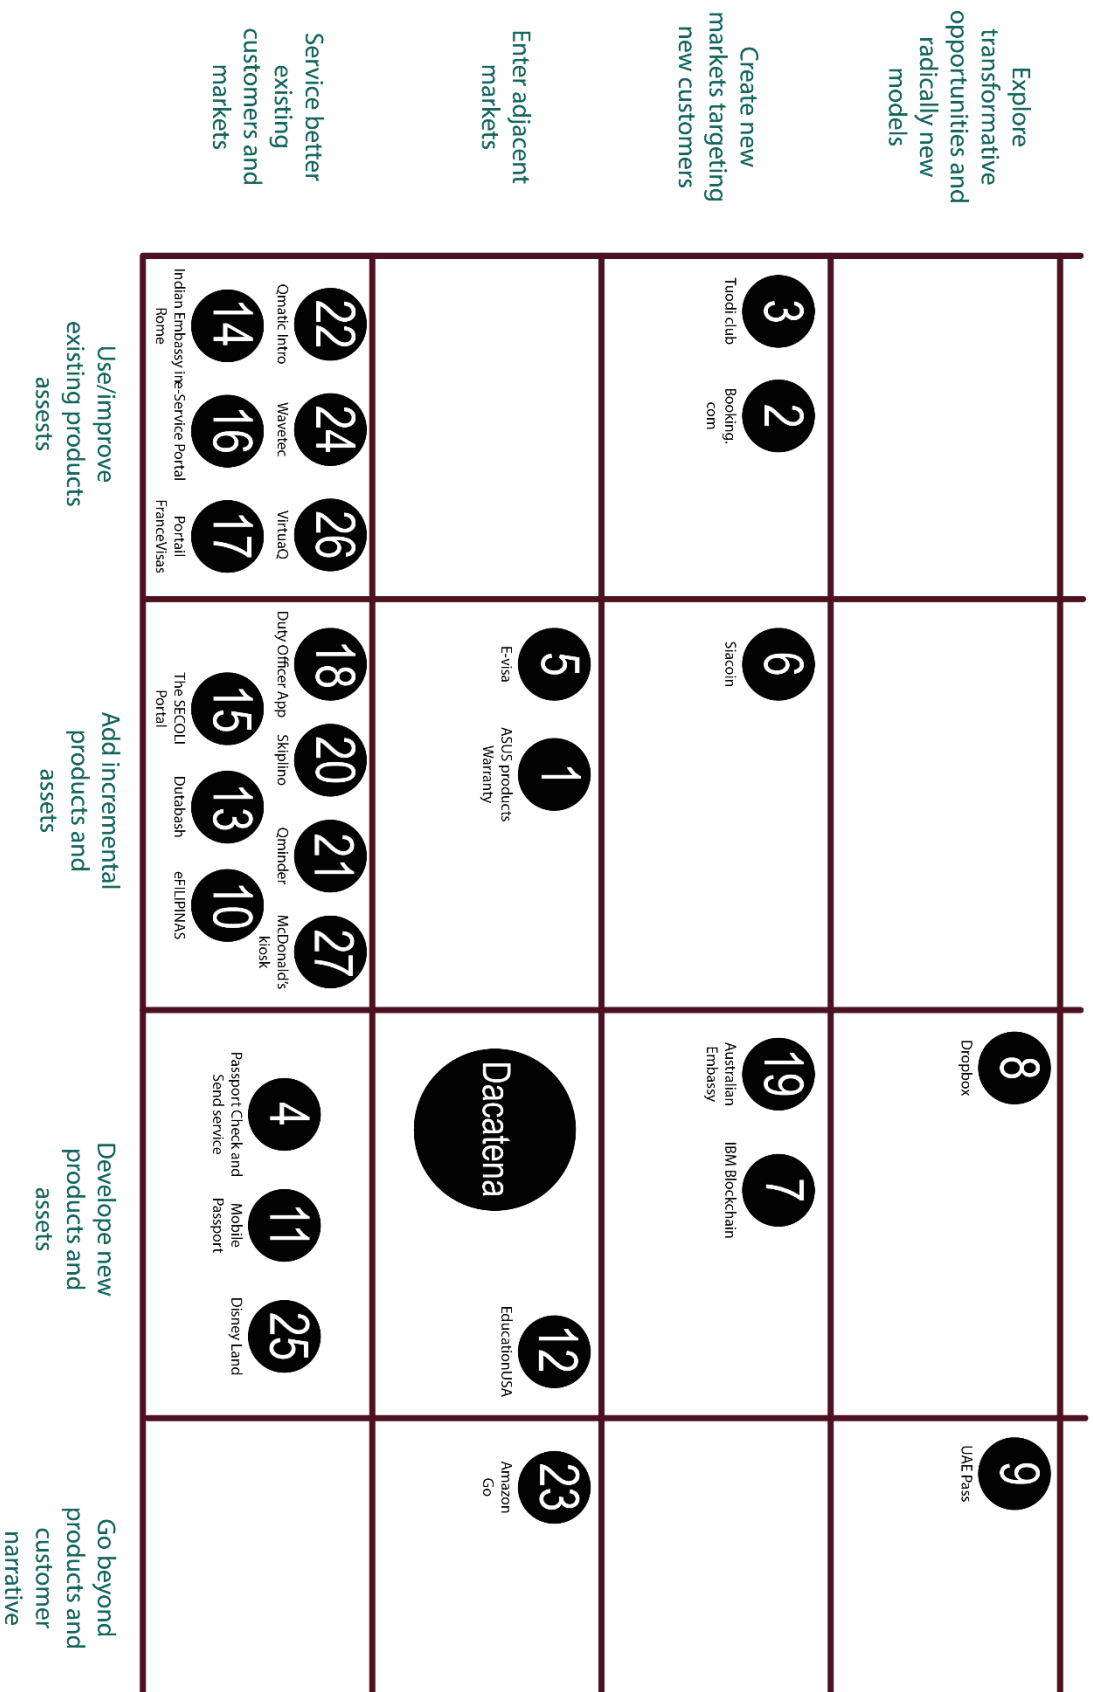 Explore
transformative
opportunities and
radically new
models
8
Dropbox
9
UAE Pass
Create new
markets targeting
new customers
3
Tuodi club
2
Booking.
com
6
Siacoin
19
Australian
Embassy
7
IBM Blockchain
Enter adjacent
markets
5
E-visa
1
ASUS products
Warranty
Dacatena
12
EducationUSA
23
Amazon
Go
Service better
existing
customers and
markets
22
Qmatic Intro
24
Wavetec
26
VirtuaQ
14
Indian Embassy in
Rome
16
e-Service Portal
17
Portail
FranceVisas
18
Duty Officer App
20
Skiplino
21
Qminder
27
McDonald's
kiosk
15
The SECOLI
Portal
13
Dutabash
10
eFILIPINAS
4
Passport Check and
Send service
11
Mobile
Passport
25
Disney Land
Use/improve
existing products
assests
Add incremental
products and
assets
Develope new
products and
assets
Go beyond
products and
customer
narrative